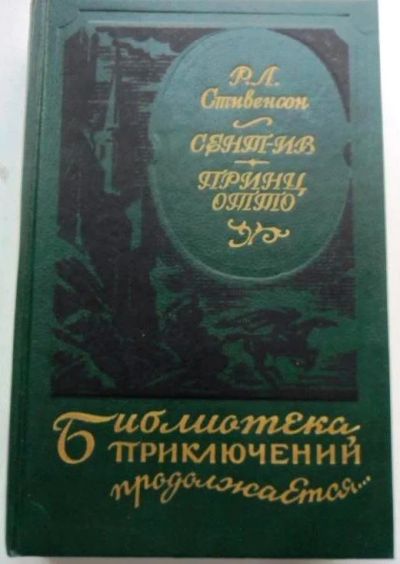 Р.Л.
Стивенсон
СЕНТ-ИВ
ПРИНЦ
ОТТО
Библиотека
ПРИКЛЮЧЕНИЙ
продолжается...